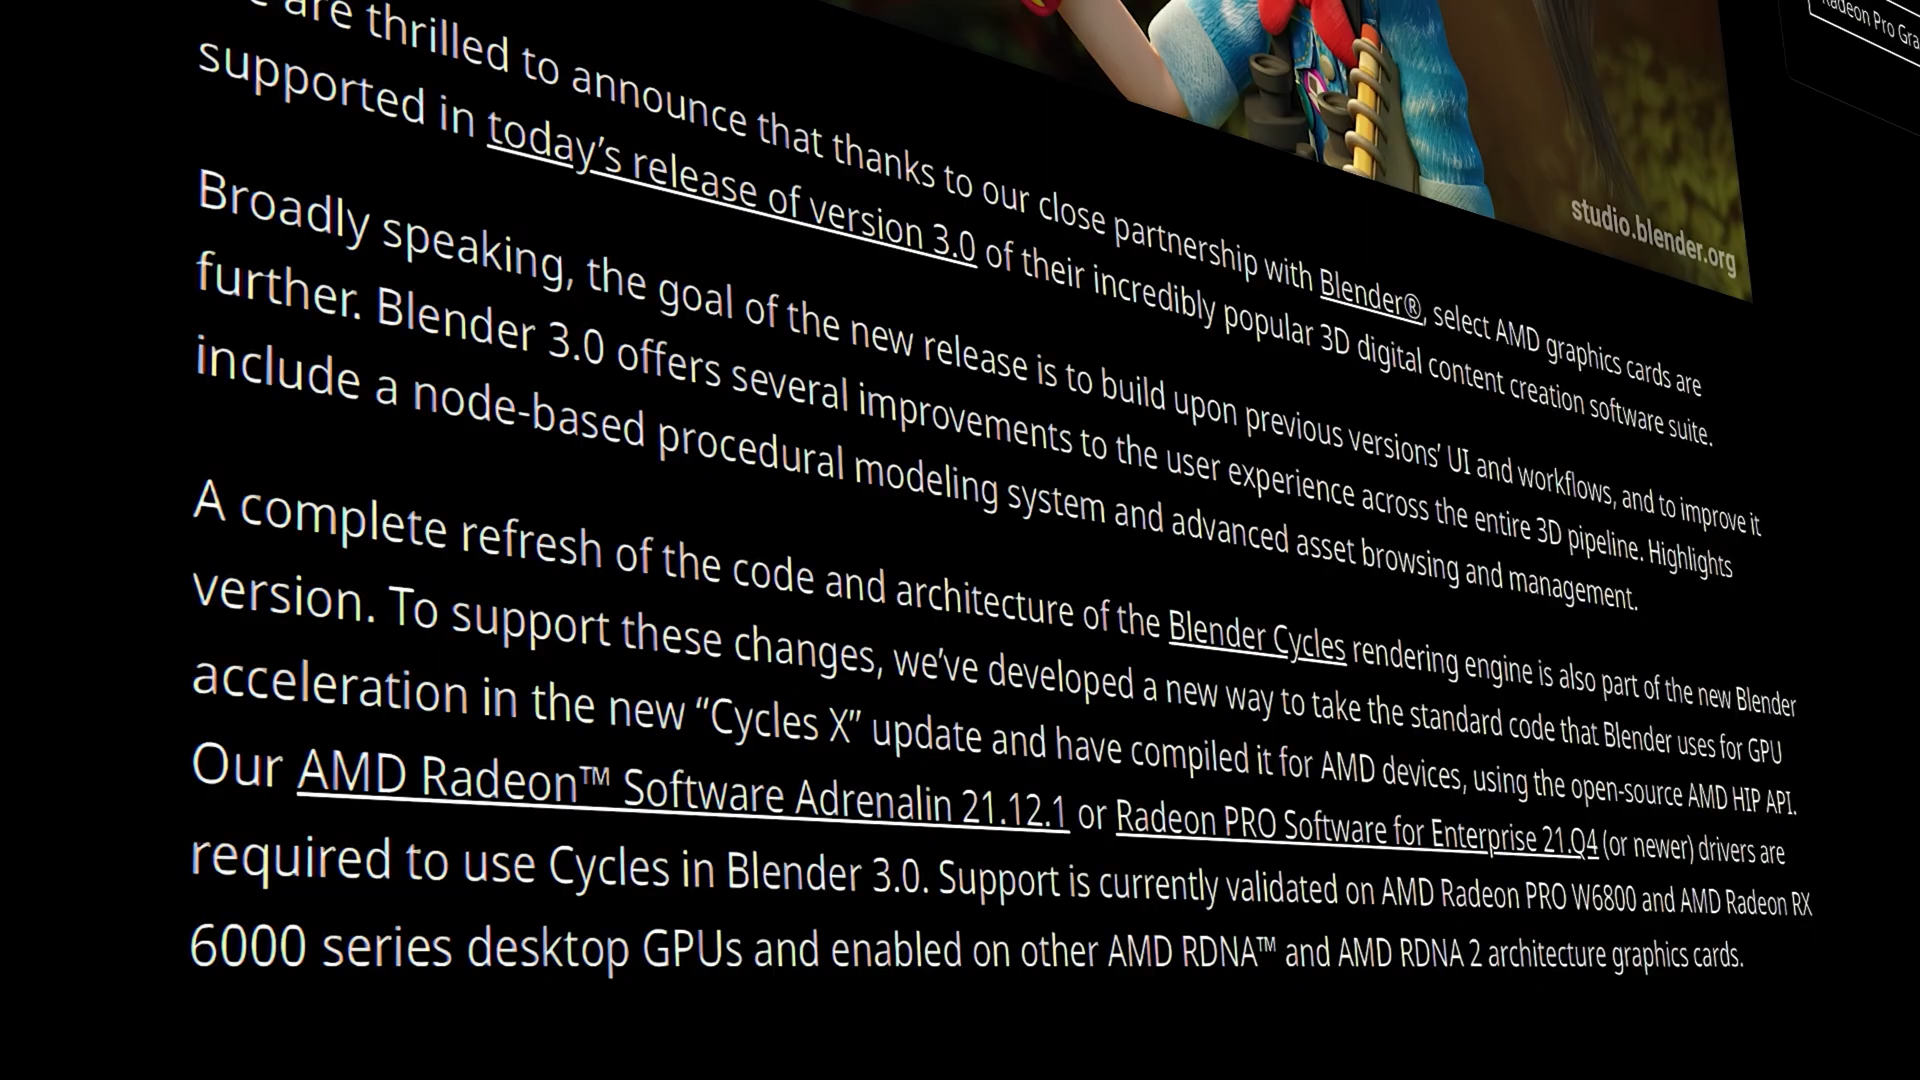 are thrilled to announce that thanks to our close partnership with Blender®, select AMD graphics cards are
supported in today’s release of version 3.0 of their incredibly popular 3D digital content creation software suite.
Broadly speaking, the goal of the new release is to build upon previous versions’ UI and workflows, and to improve it
further. Blender 3.0 offers several improvements to the user experience across the entire 3D pipeline. Highlights
include a node-based procedural modeling system and advanced asset browsing and management.
A complete refresh of the code and architecture of the Blender Cycles rendering engine is also part of the new Blender
version. To support these changes, we’ve developed a new way to take the standard code that Blender uses for GPU
acceleration in the new “Cycles X” update and have compiled it for AMD devices, using the open-source AMD HIP API.
Our AMD Radeon™ Software Adrenalin 21.12.1 or Radeon PRO Software for Enterprise 21.Q4 (or newer) drivers are
required to use Cycles in Blender 3.0. Support is currently validated on AMD Radeon PRO W6800 and AMD Radeon RX
6000 series desktop GPUs and enabled on other AMD RDNA™ and AMD RDNA 2 architecture graphics cards.
studio.blender.org
Radeon Pro